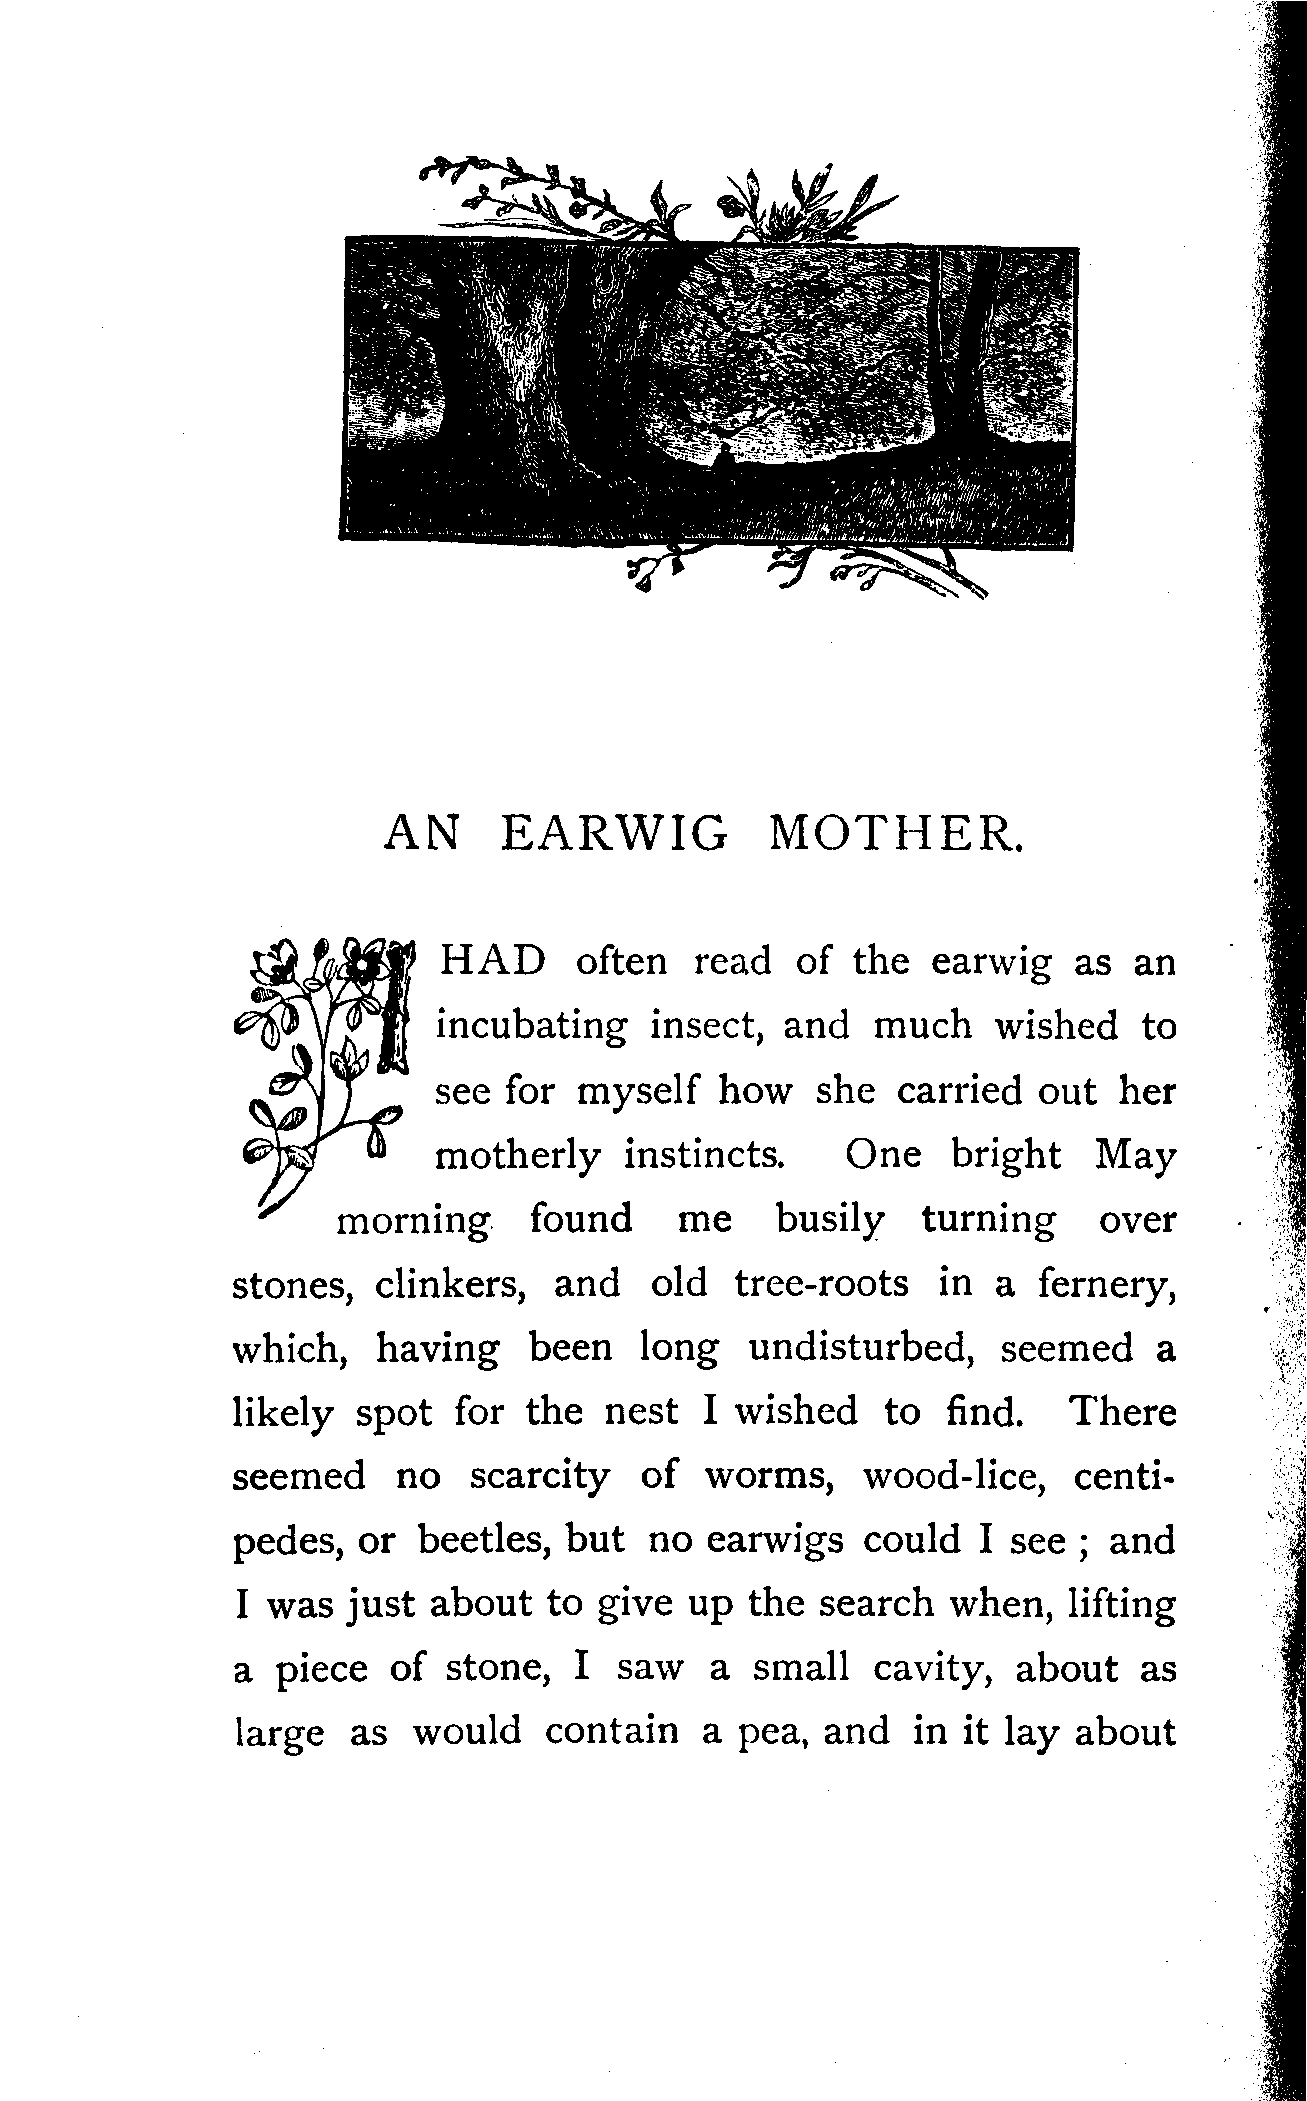 AN EARWIG MOTHER.
I HAD often read of the earwig as an
incubating insect, and much wished to
see for myself how she carried out her
motherly instincts. One bright May
morning found me busily turning over
stones, clinkers, and old tree-roots in a fernery,
which, having been long undisturbed, seemed a
likely spot for the nest I wished to find. There
seemed no scarcity of worms, wood-lice, centi-
pedes, or beetles, but no earwigs could I see ; and
I was just about to give up the search when, lifting
a piece of stone, I saw a small cavity, about as
large as would contain a pea, and in it lay about